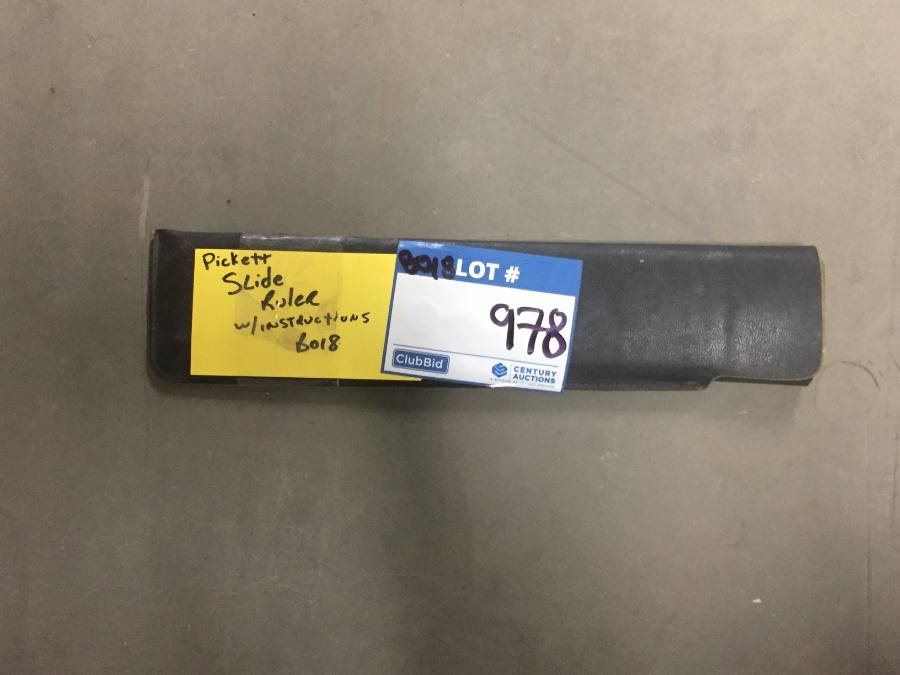 Pickett
Slide
Ruler
w/instructions
B018
B018 LOT #
978
ClubBid
CENTURY
AUCTIONS